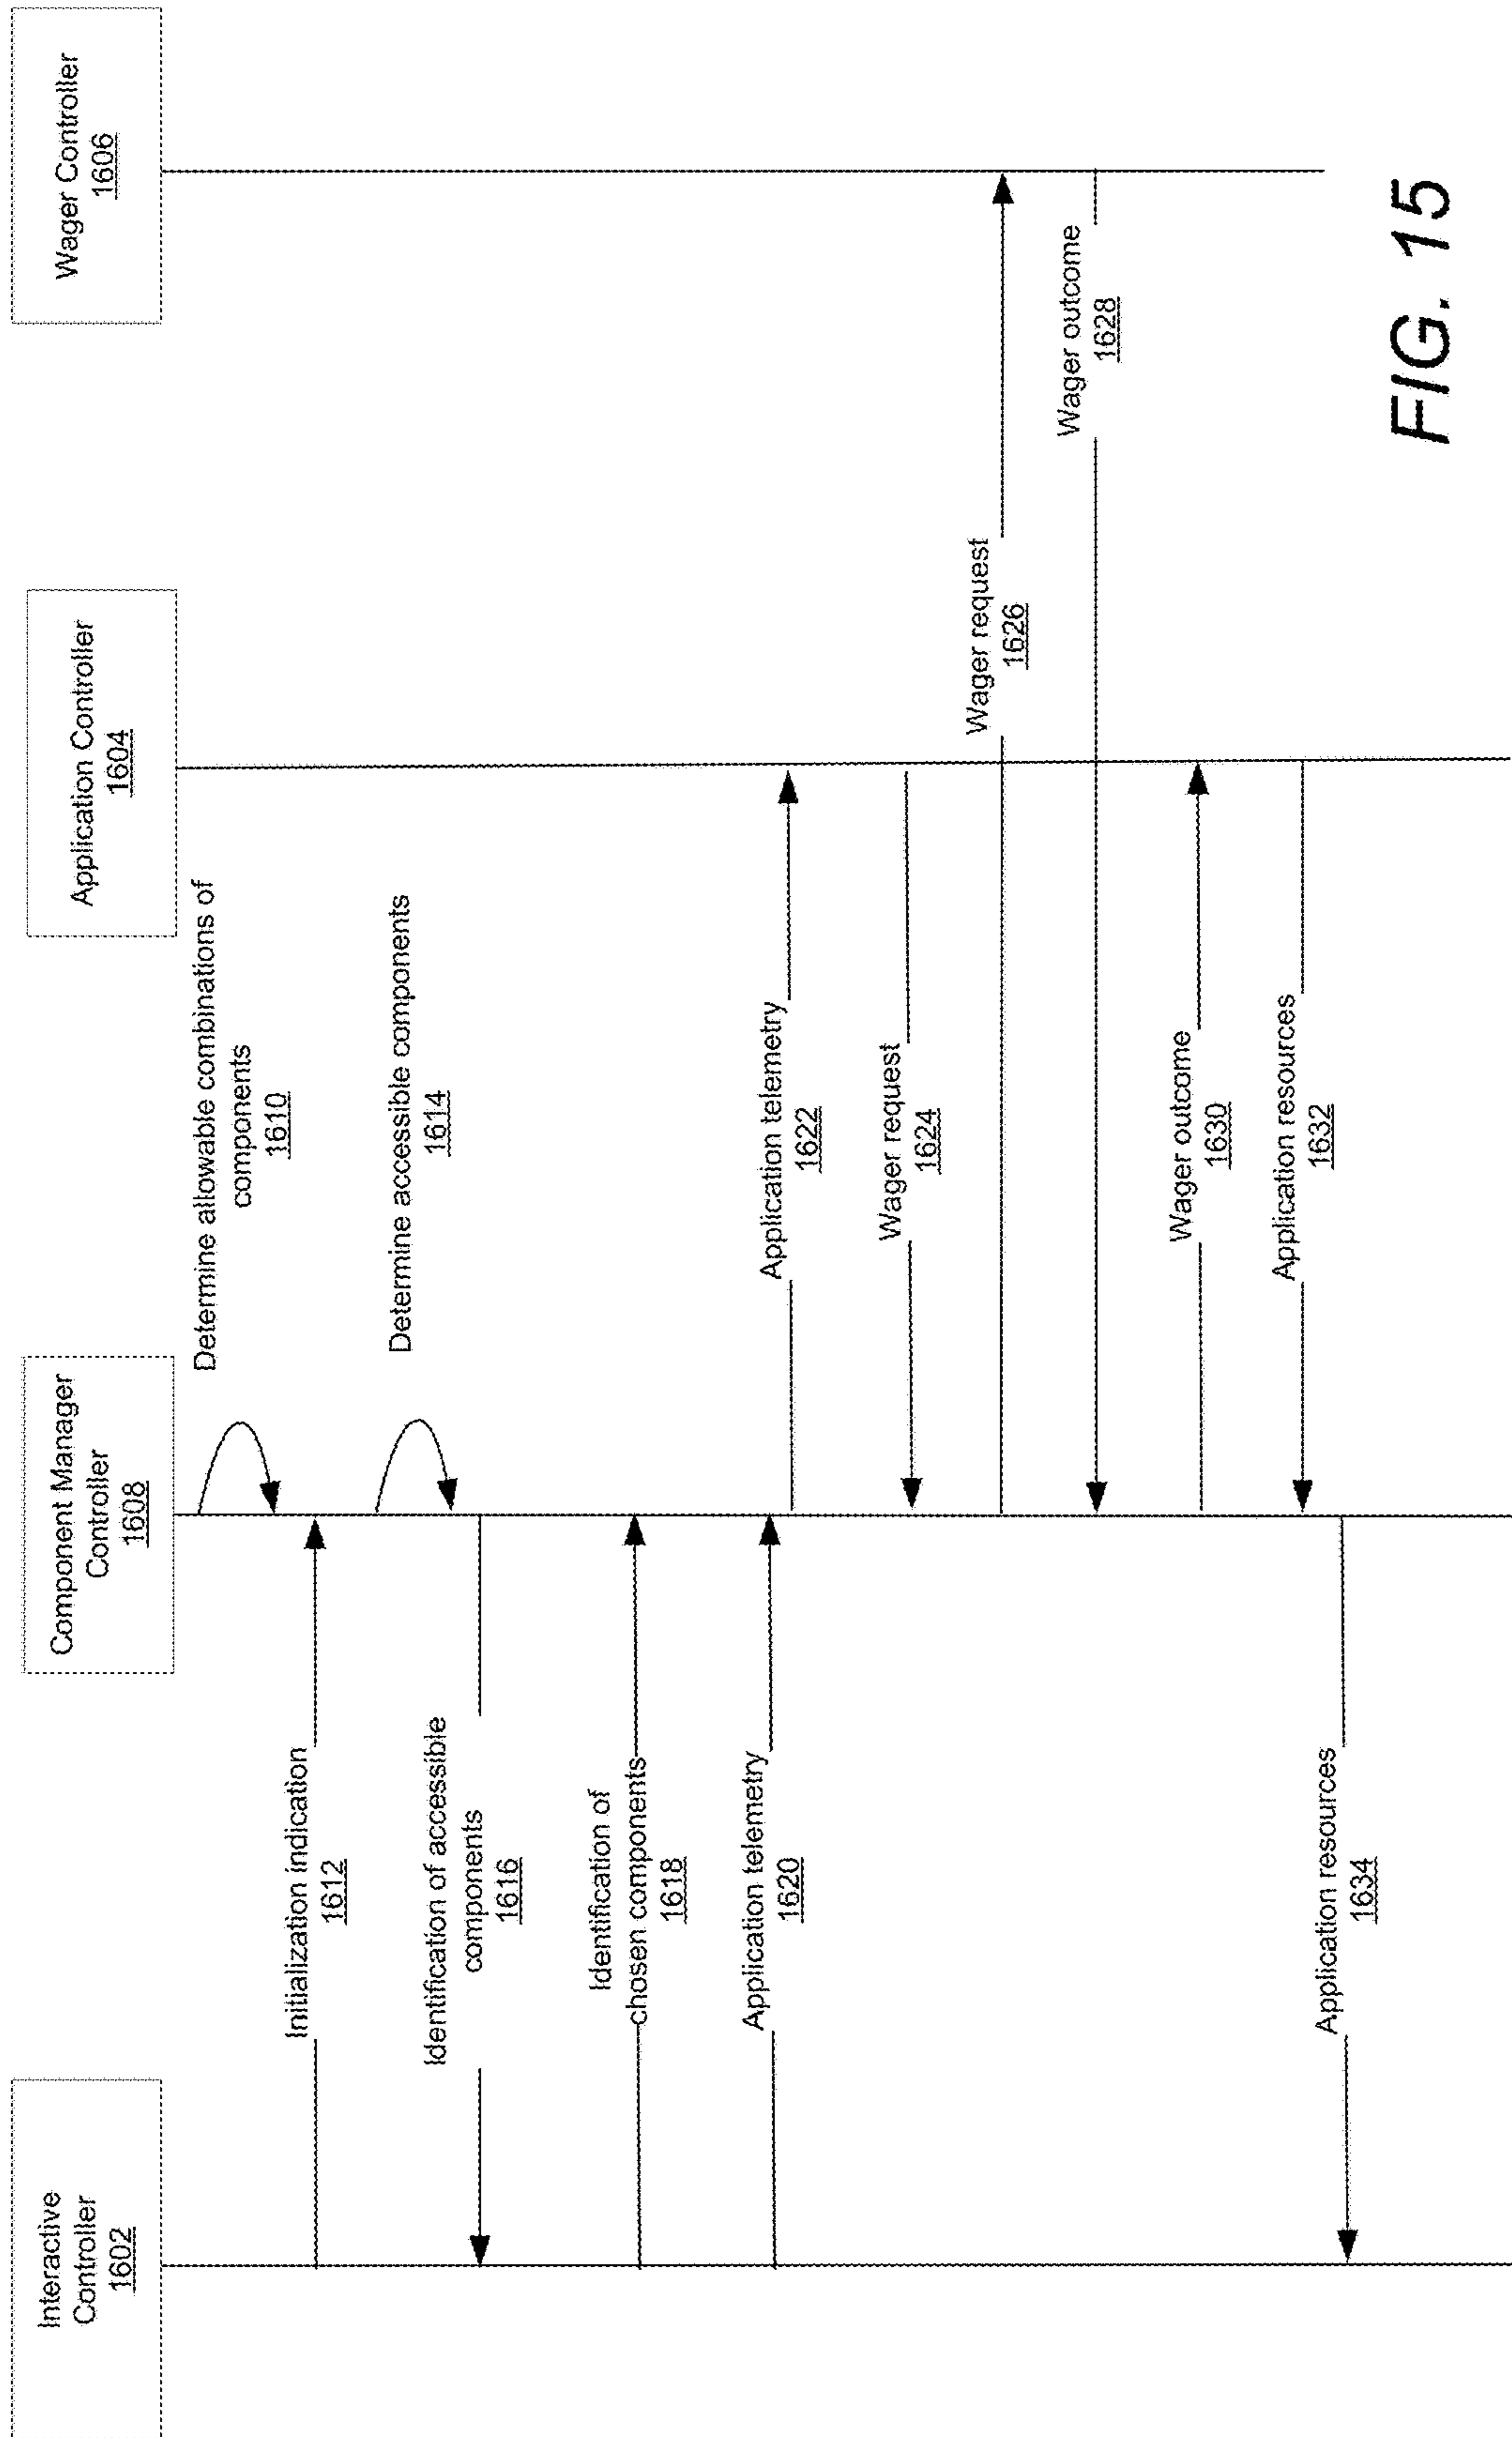 Interactive
Controller
1602
Component Manager
Controller
1608
Application Controller
1604
Wager Controller
1606
Determine allowable combinations of
components
1610
Initialization indication
1612
Determine accessible components
1614
Identification of accessible
components
1616
Identification of
chosen components
1618
Application telemetry
1620
Application telemetry
1622
Wager request
1624
Wager request
1626
Wager outcome
1628
Wager outcome
1630
Application resources
1632
Application resources
1634
FIG. 15